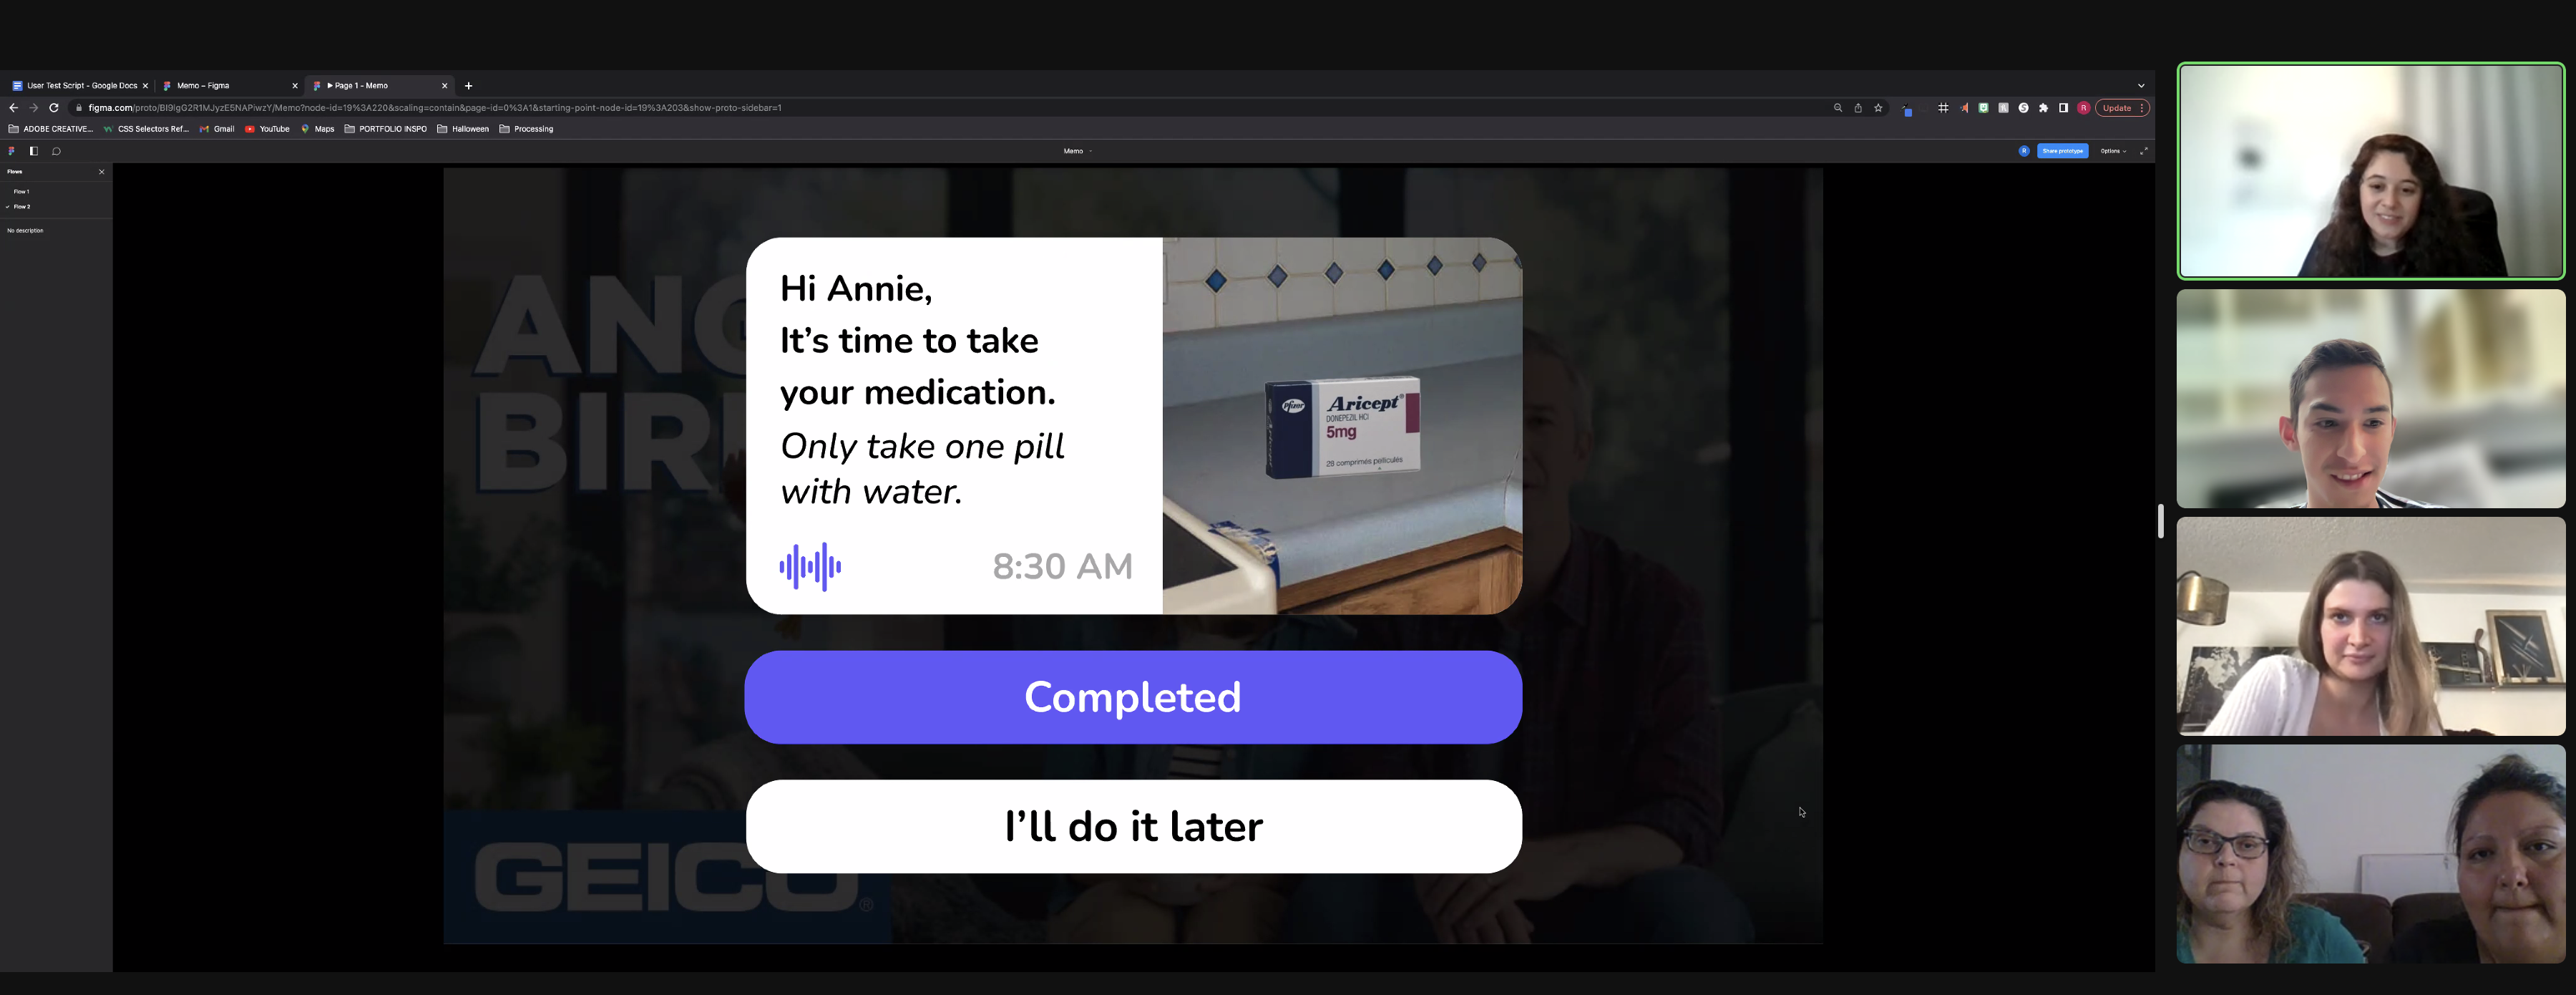 User Test Script - Google Docs
Memo – Figma
Page 1 - Memo
figma.com/proto/BI9IgG2R1MJyzE5NAPiwzY/Memo?node-id=19%3A220&scaling=contain&page-id=0%3A1&starting-point-node-id=19%3A203&show-proto-sidebar=1
R
Update
ADOBE CREATIVE...
CSS Selectors Ref...
Gmail
YouTube
Maps
PORTFOLIO INSPO
Halloween
Processing
Memo
R
Share prototype
Options
Flows
Flow 1
Flow 2
No description
ANG
BIR
Hi Annie,
It's time to take
your medication.
Only take one pill
with water.
8:30 AM
Pfizer
Aricept®
DONEPEZIL HCl
5mg
28 comprimés pelliculés
Completed
I'll do it later
GEICO®